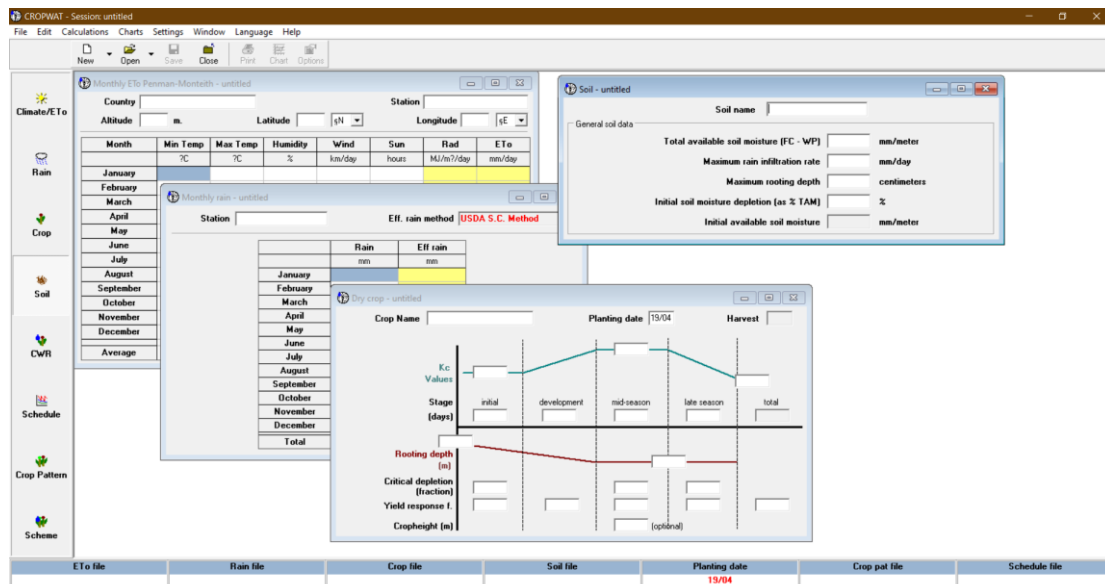 CROPWAT - Session: untitled
File Edit Calculations Charts Settings Window Language Help
New Open Save Close Print Chart Options
Climate/ETo
Rain
Crop
Soil
CWR
Schedule
Crop Pattern
Scheme
Monthly ETo Penman-Monteith - untitled
Country Station
Altitude m. Latitude °N Longitude °E
Month Min Temp Max Temp Humidity Wind Sun Rad ETo
?C ?C % km/day hours MJ/m?/day mm/day
January
February
March
April
May
June
July
August
September
October
November
December
Average
Monthly rain - untitled
Station Eff. rain method USDA S.C. Method
Rain Eff rain
mm mm
January
February
March
April
May
June
July
August
September
October
November
December
Total
Dry crop - untitled
Crop Name Planting date 19/04 Harvest
Kc
Values
Stage initial development mid-season late season total
(days)
Rooting depth
(m)
Critical depletion
(fraction)
Yield response f.
Cropheight (m) (optional)
Soil - untitled
Soil name
General soil data
Total available soil moisture (FC - WP) mm/meter
Maximum rain infiltration rate mm/day
Maximum rooting depth centimeters
Initial soil moisture depletion (as % TAM) %
Initial available soil moisture mm/meter
ETo file Rain file Crop file Soil file Planting date Crop pat file Schedule file
19/04